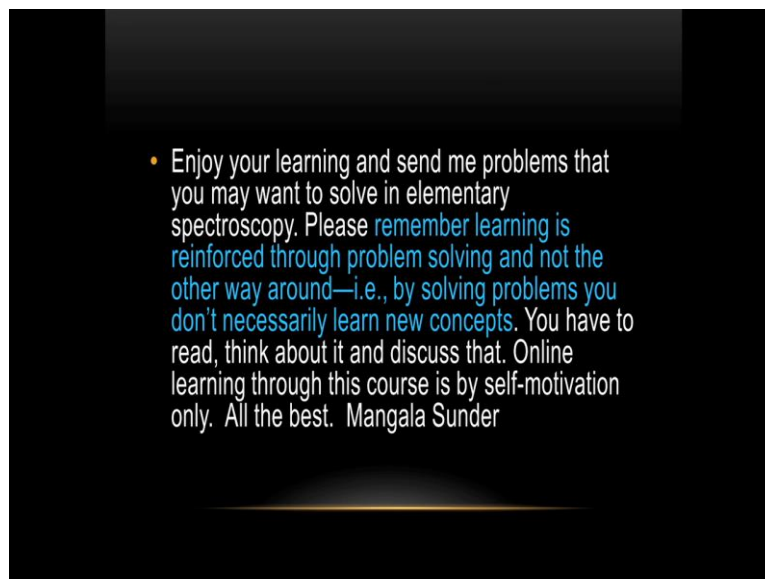 • Enjoy your learning and send me problems that
you may want to solve in elementary
spectroscopy. Please remember learning is
reinforced through problem solving and not the
other way around—i.e., by solving problems you
don’t necessarily learn new concepts. You have to
read, think about it and discuss that. Online
learning through this course is by self-motivation
only.  All the best.  Mangala Sunder